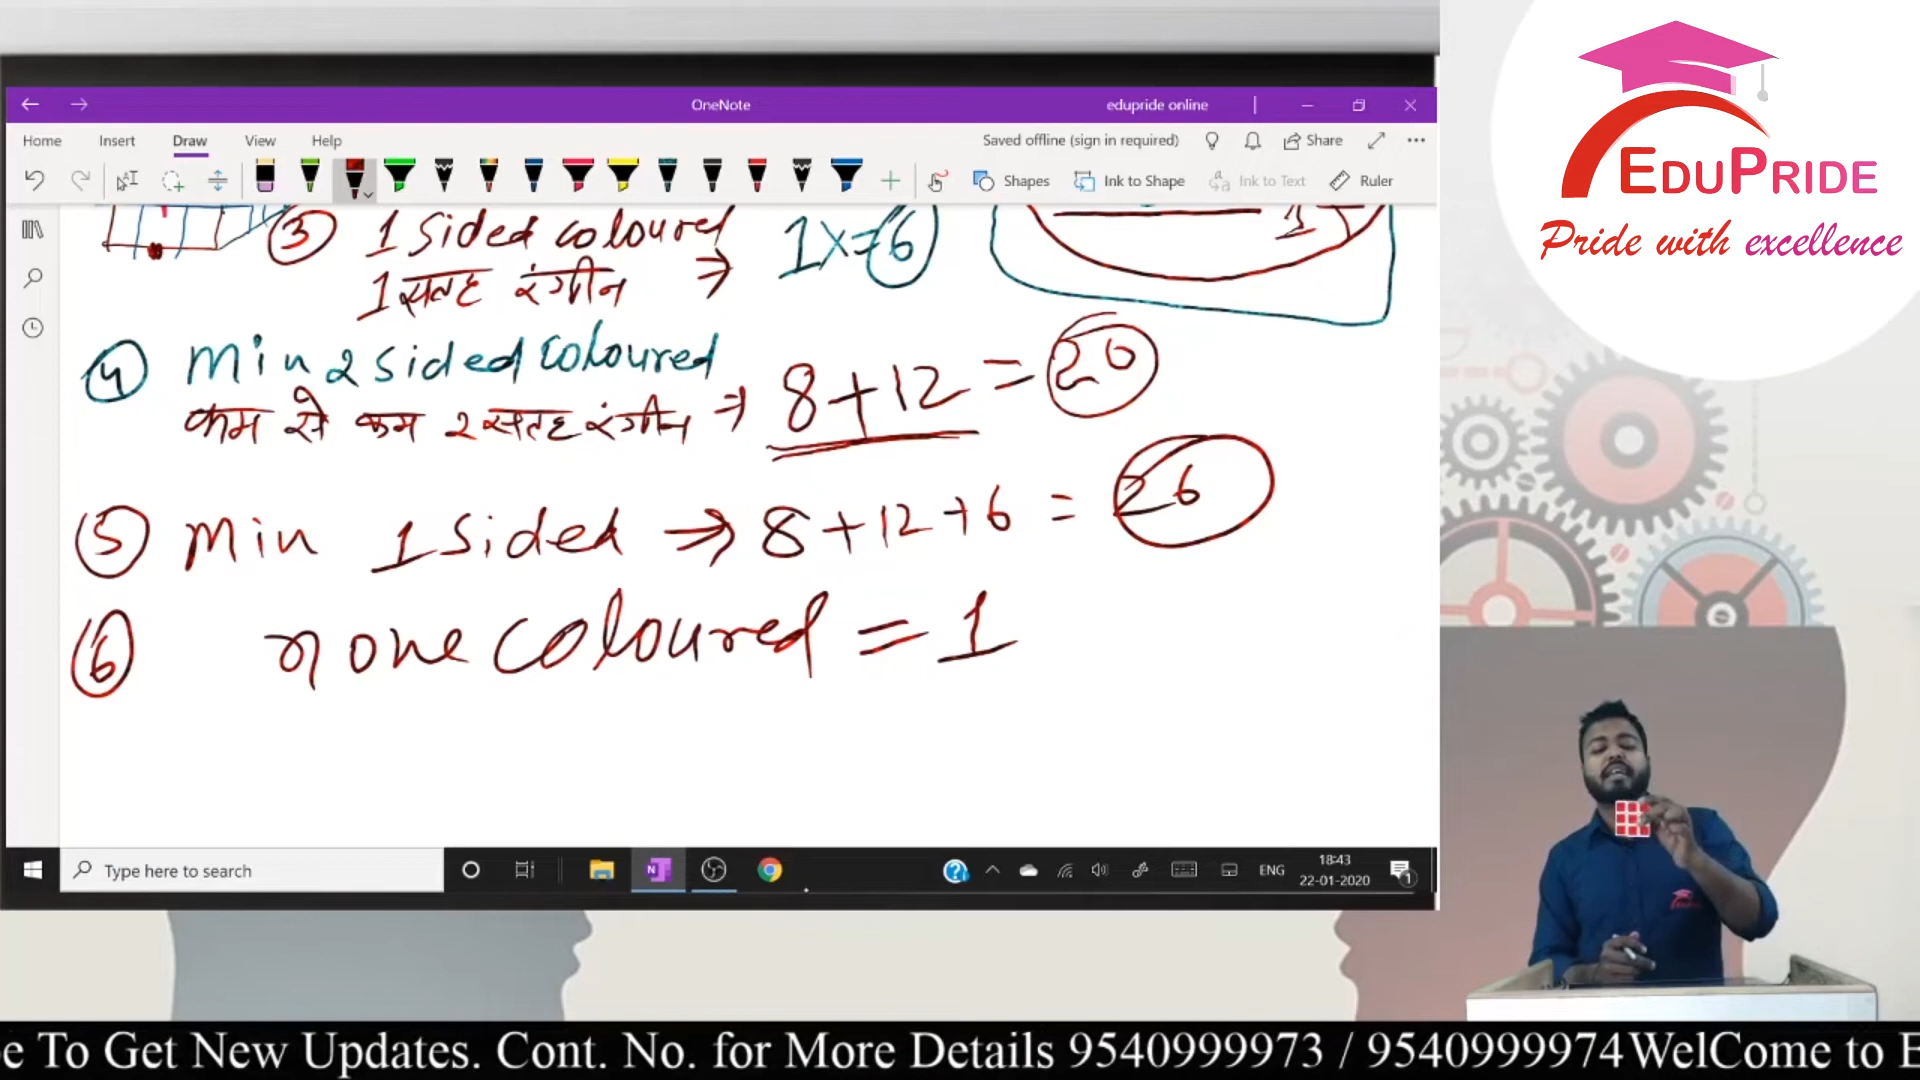 OneNote
edupride online
Home Insert Draw View Help
Saved offline (sign in required)
Share
Shapes
Ink to Shape
Ink to Text
Ruler
EDUPRIDE
Pride with excellence
3 1 Sided coloured
1 सतह रंगीन ⇒ 1X=6
4 Min 2 Sided Coloured
कम से कम 2 सतह रंगीन ⇒ 8+12 = 20
5 Min 1 Sided ⇒ 8+12+6 = 26
6 none coloured = 1
Type here to search
ENG
18:43
22-01-2020
e To Get New Updates. Cont. No. for More Details 9540999973 / 9540999974WelCome to E